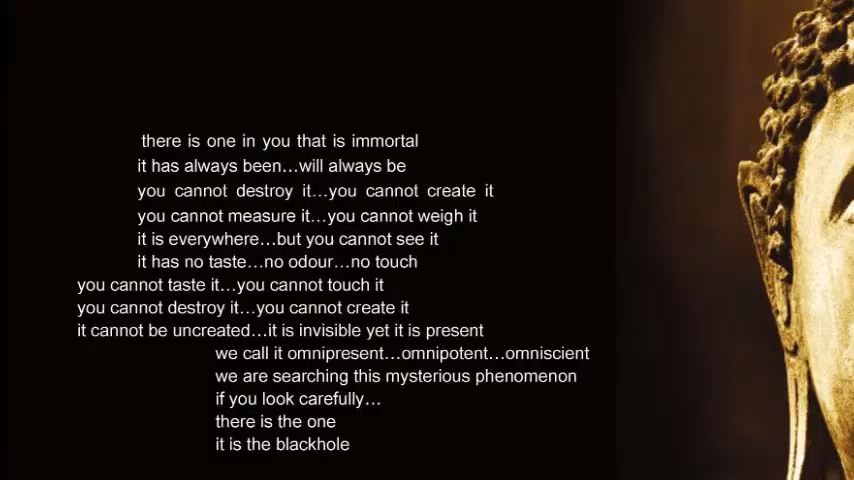 there is one in you that is immortal
it has always been...will always be
you cannot destroy it...you cannot create it
you cannot measure it...you cannot weigh it
it is everywhere...but you cannot see it
it has no taste...no odour...no touch
you cannot taste it...you cannot touch it
you cannot destroy it...you cannot create it
it cannot be uncreated...it is invisible yet it is present
we call it omnipresent...omnipotent...omniscient
we are searching this mysterious phenomenon
if you look carefully...
there is the one
it is the blackhole